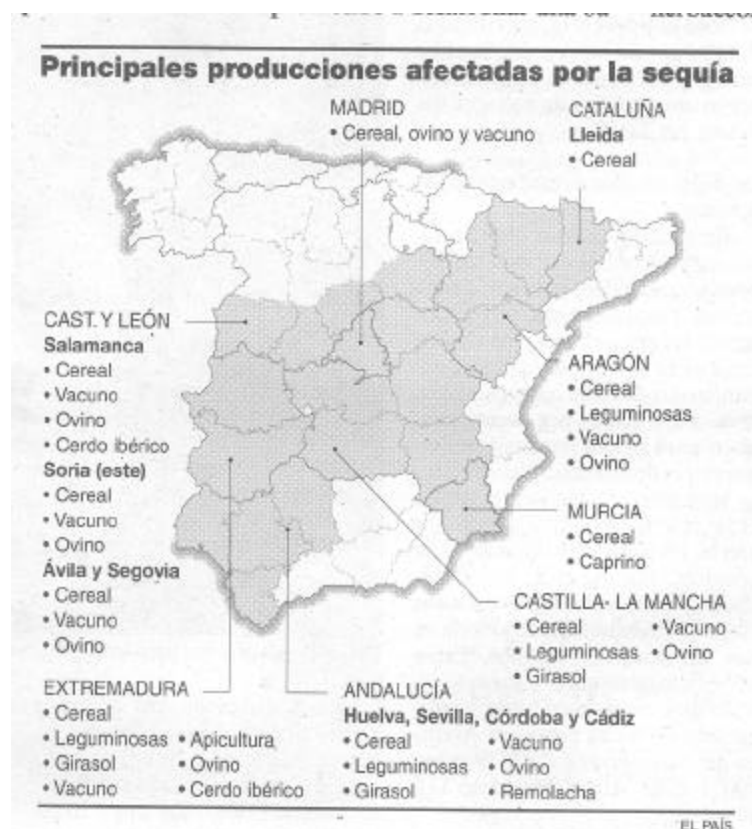 Principales producciones afectadas por la sequía
MADRID
• Cereal, ovino y vacuno
CATALUÑA
Lleida
• Cereal
CAST. Y LEÓN
Salamanca
• Cereal
• Vacuno
• Ovino
• Cerdo ibérico
Soria (este)
• Cereal
• Vacuno
• Ovino
Ávila y Segovia
• Cereal
• Vacuno
• Ovino
ARAGÓN
• Cereal
• Leguminosas
• Vacuno
• Ovino
MURCIA
• Cereal
• Caprino
CASTILLA- LA MANCHA
• Cereal • Vacuno
• Leguminosas • Ovino
• Girasol
EXTREMADURA
• Cereal
• Leguminosas • Apicultura
• Girasol • Ovino
• Vacuno • Cerdo ibérico
ANDALUCÍA
Huelva, Sevilla, Córdoba y Cádiz
• Cereal • Vacuno
• Leguminosas • Ovino
• Girasol • Remolacha
EL PAÍS